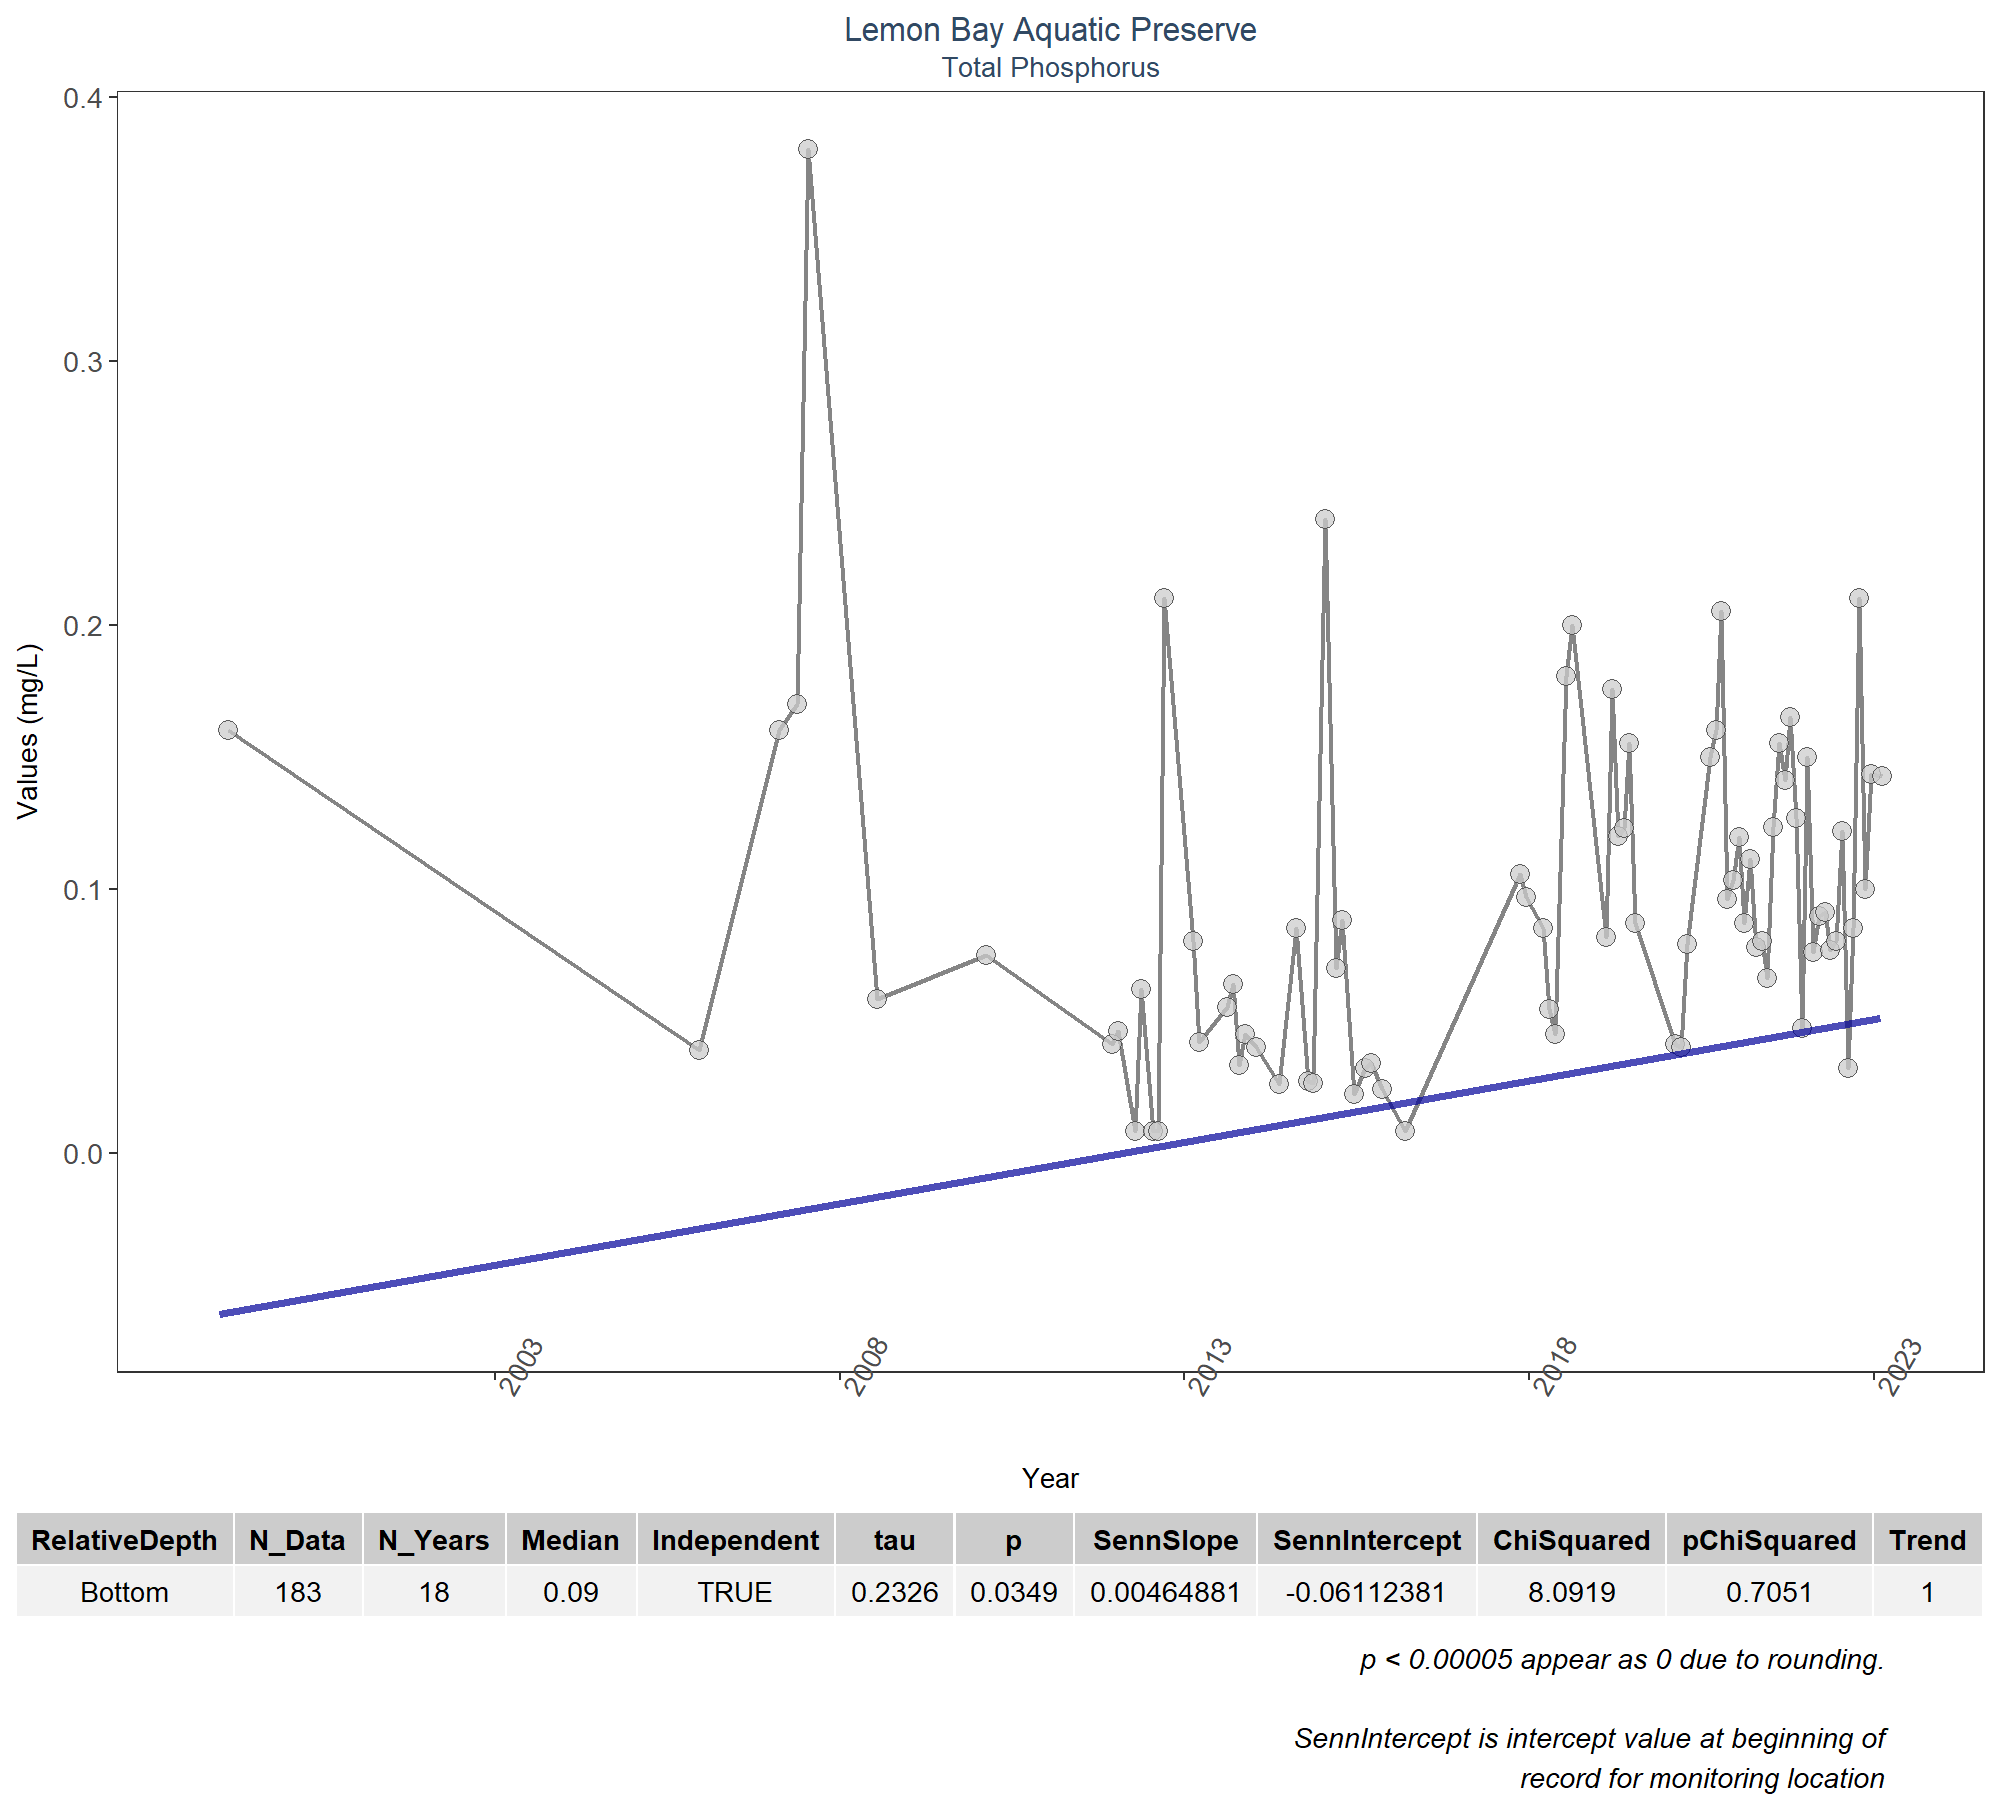 Lemon Bay Aquatic Preserve
Total Phosphorus
0.4
0.3
0.2
0.1
0.0
Values (mg/L)
2003 2008 2013 2018 2023
Year
RelativeDepth N_Data N_Years Median Independent tau p SennSlope SennIntercept ChiSquared pChiSquared Trend
Bottom 183 18 0.09 TRUE 0.2326 0.0349 0.00464881 -0.06112381 8.0919 0.7051 1
p < 0.00005 appear as 0 due to rounding.
SennIntercept is intercept value at beginning of
record for monitoring location